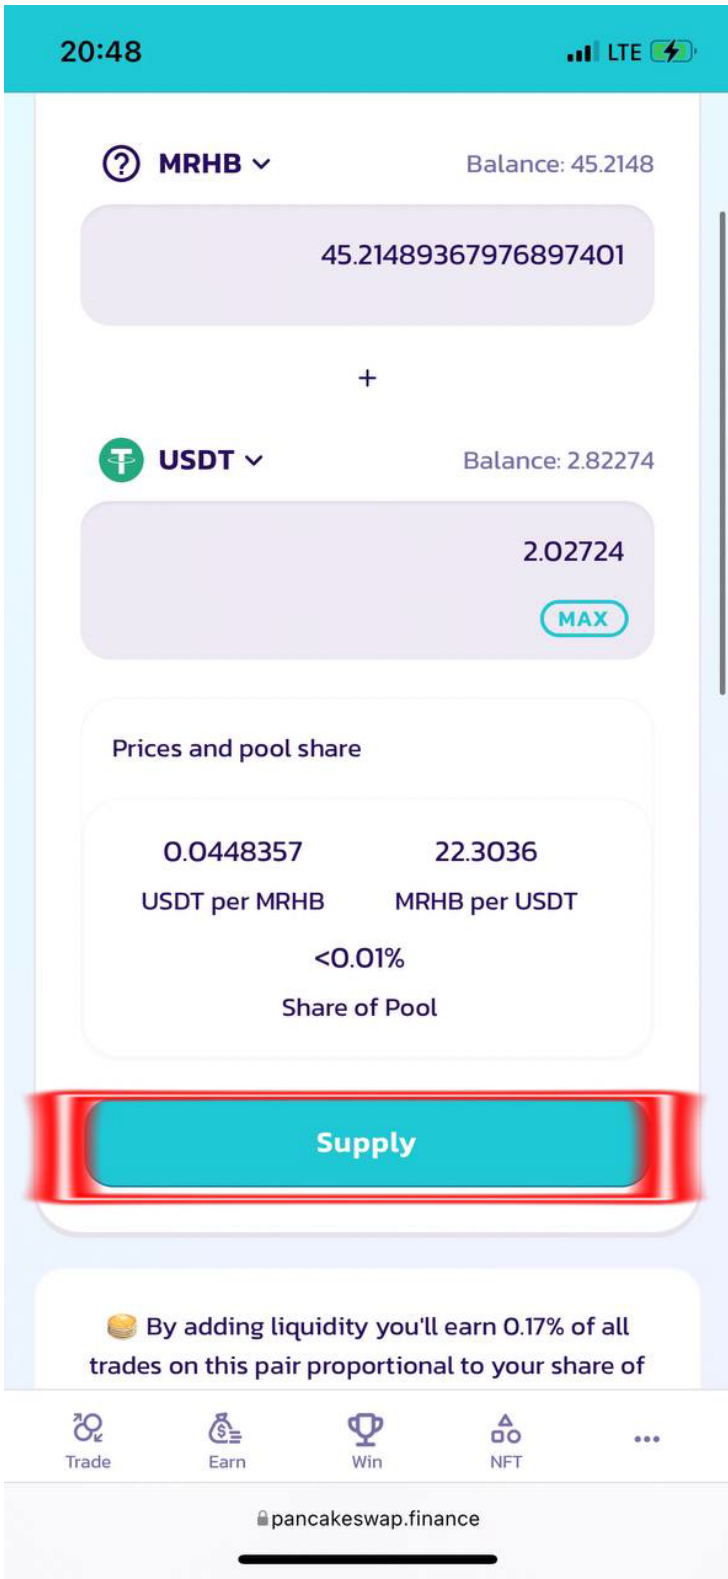 20:48
LTE
MRHB
Balance: 45.2148
45.21489367976897401
+
USDT
Balance: 2.82274
2.02724
MAX
Prices and pool share
0.0448357
22.3036
USDT per MRHB
MRHB per USDT
<0.01%
Share of Pool
Supply
By adding liquidity you'll earn 0.17% of all
trades on this pair proportional to your share of
Trade
Earn
Win
NFT
pancakeswap.finance